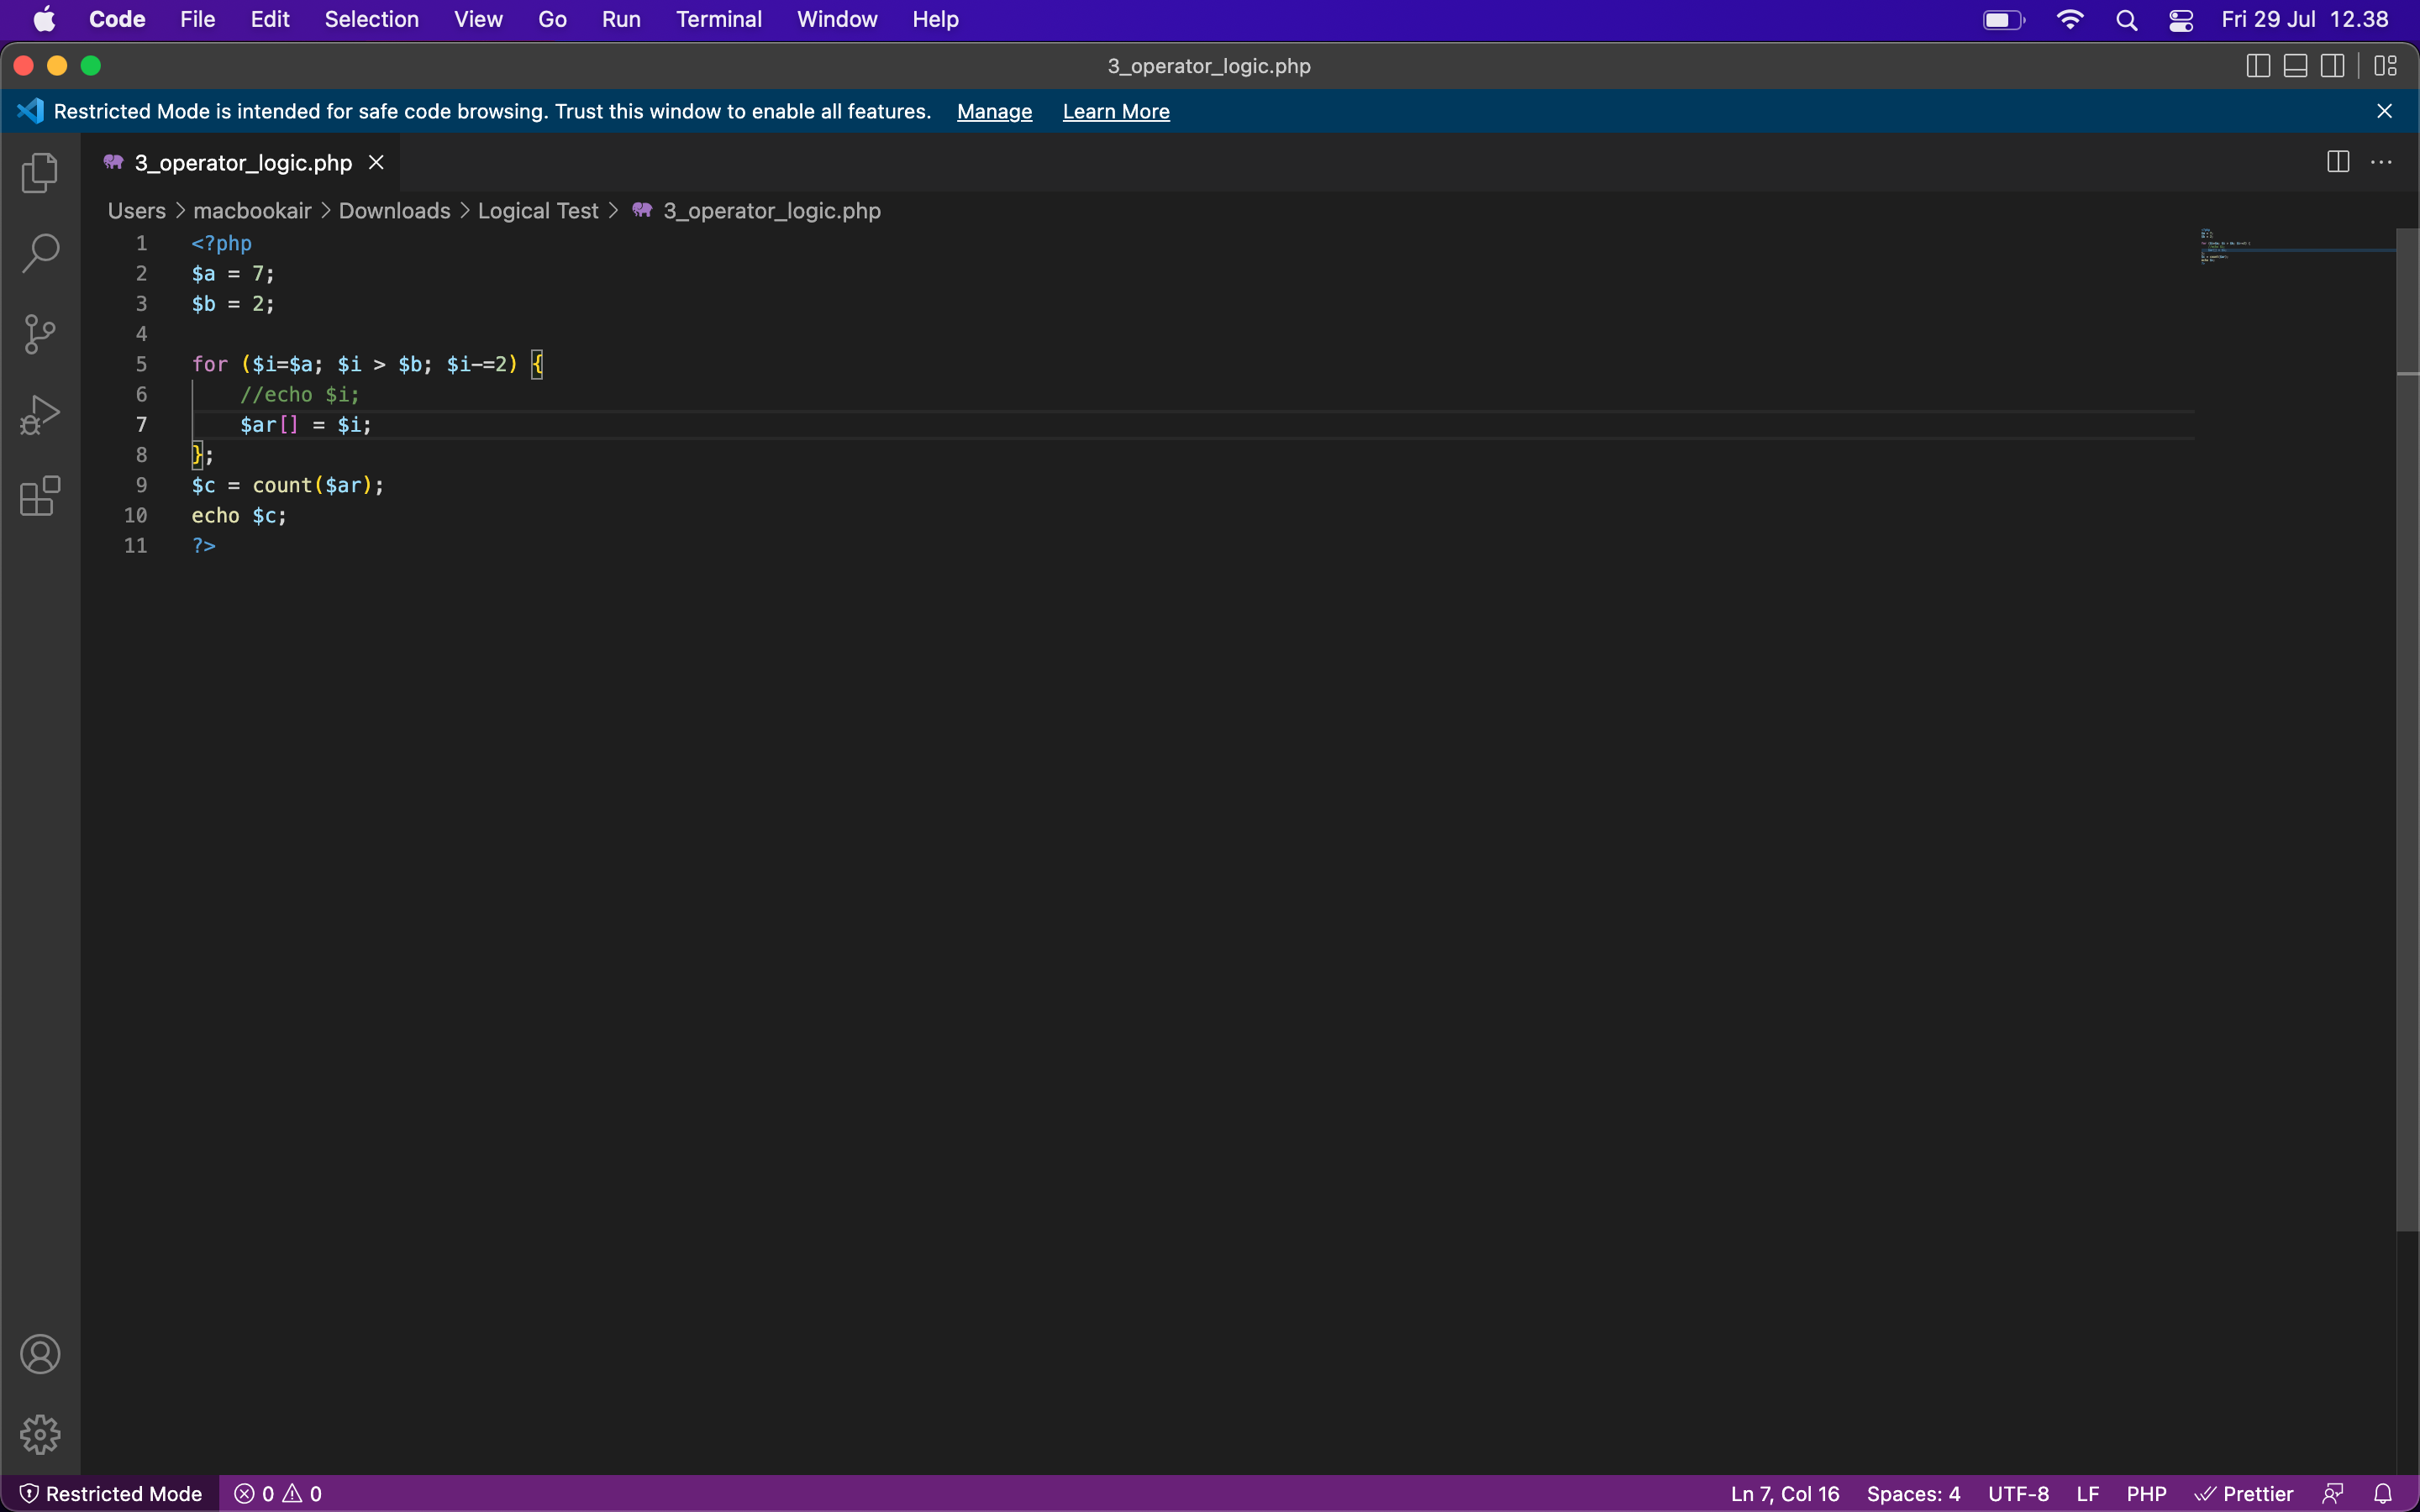 Code File Edit Selection View Go Run Terminal Window Help Fri 29 Jul 12.38
3_operator_logic.php
Restricted Mode is intended for safe code browsing. Trust this window to enable all features. Manage Learn More
3_operator_logic.php
Users > macbookair > Downloads > Logical Test > 3_operator_logic.php
1 <?php
2 $a = 7;
3 $b = 2;
4
5 for ($i=$a; $i > $b; $i-=2) {
6 //echo $i;
7 $ar[] = $i;
8 };
9 $c = count($ar);
10 echo $c;
11 ?>
Restricted Mode 0 0 Ln 7, Col 16 Spaces: 4 UTF-8 LF PHP Prettier